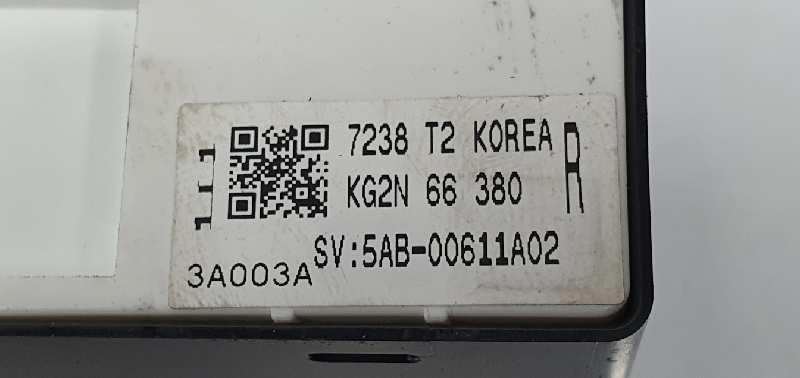 7238 T2 KOREA
KG2N 66 380
R
SV:5AB-00611A02
3A003A